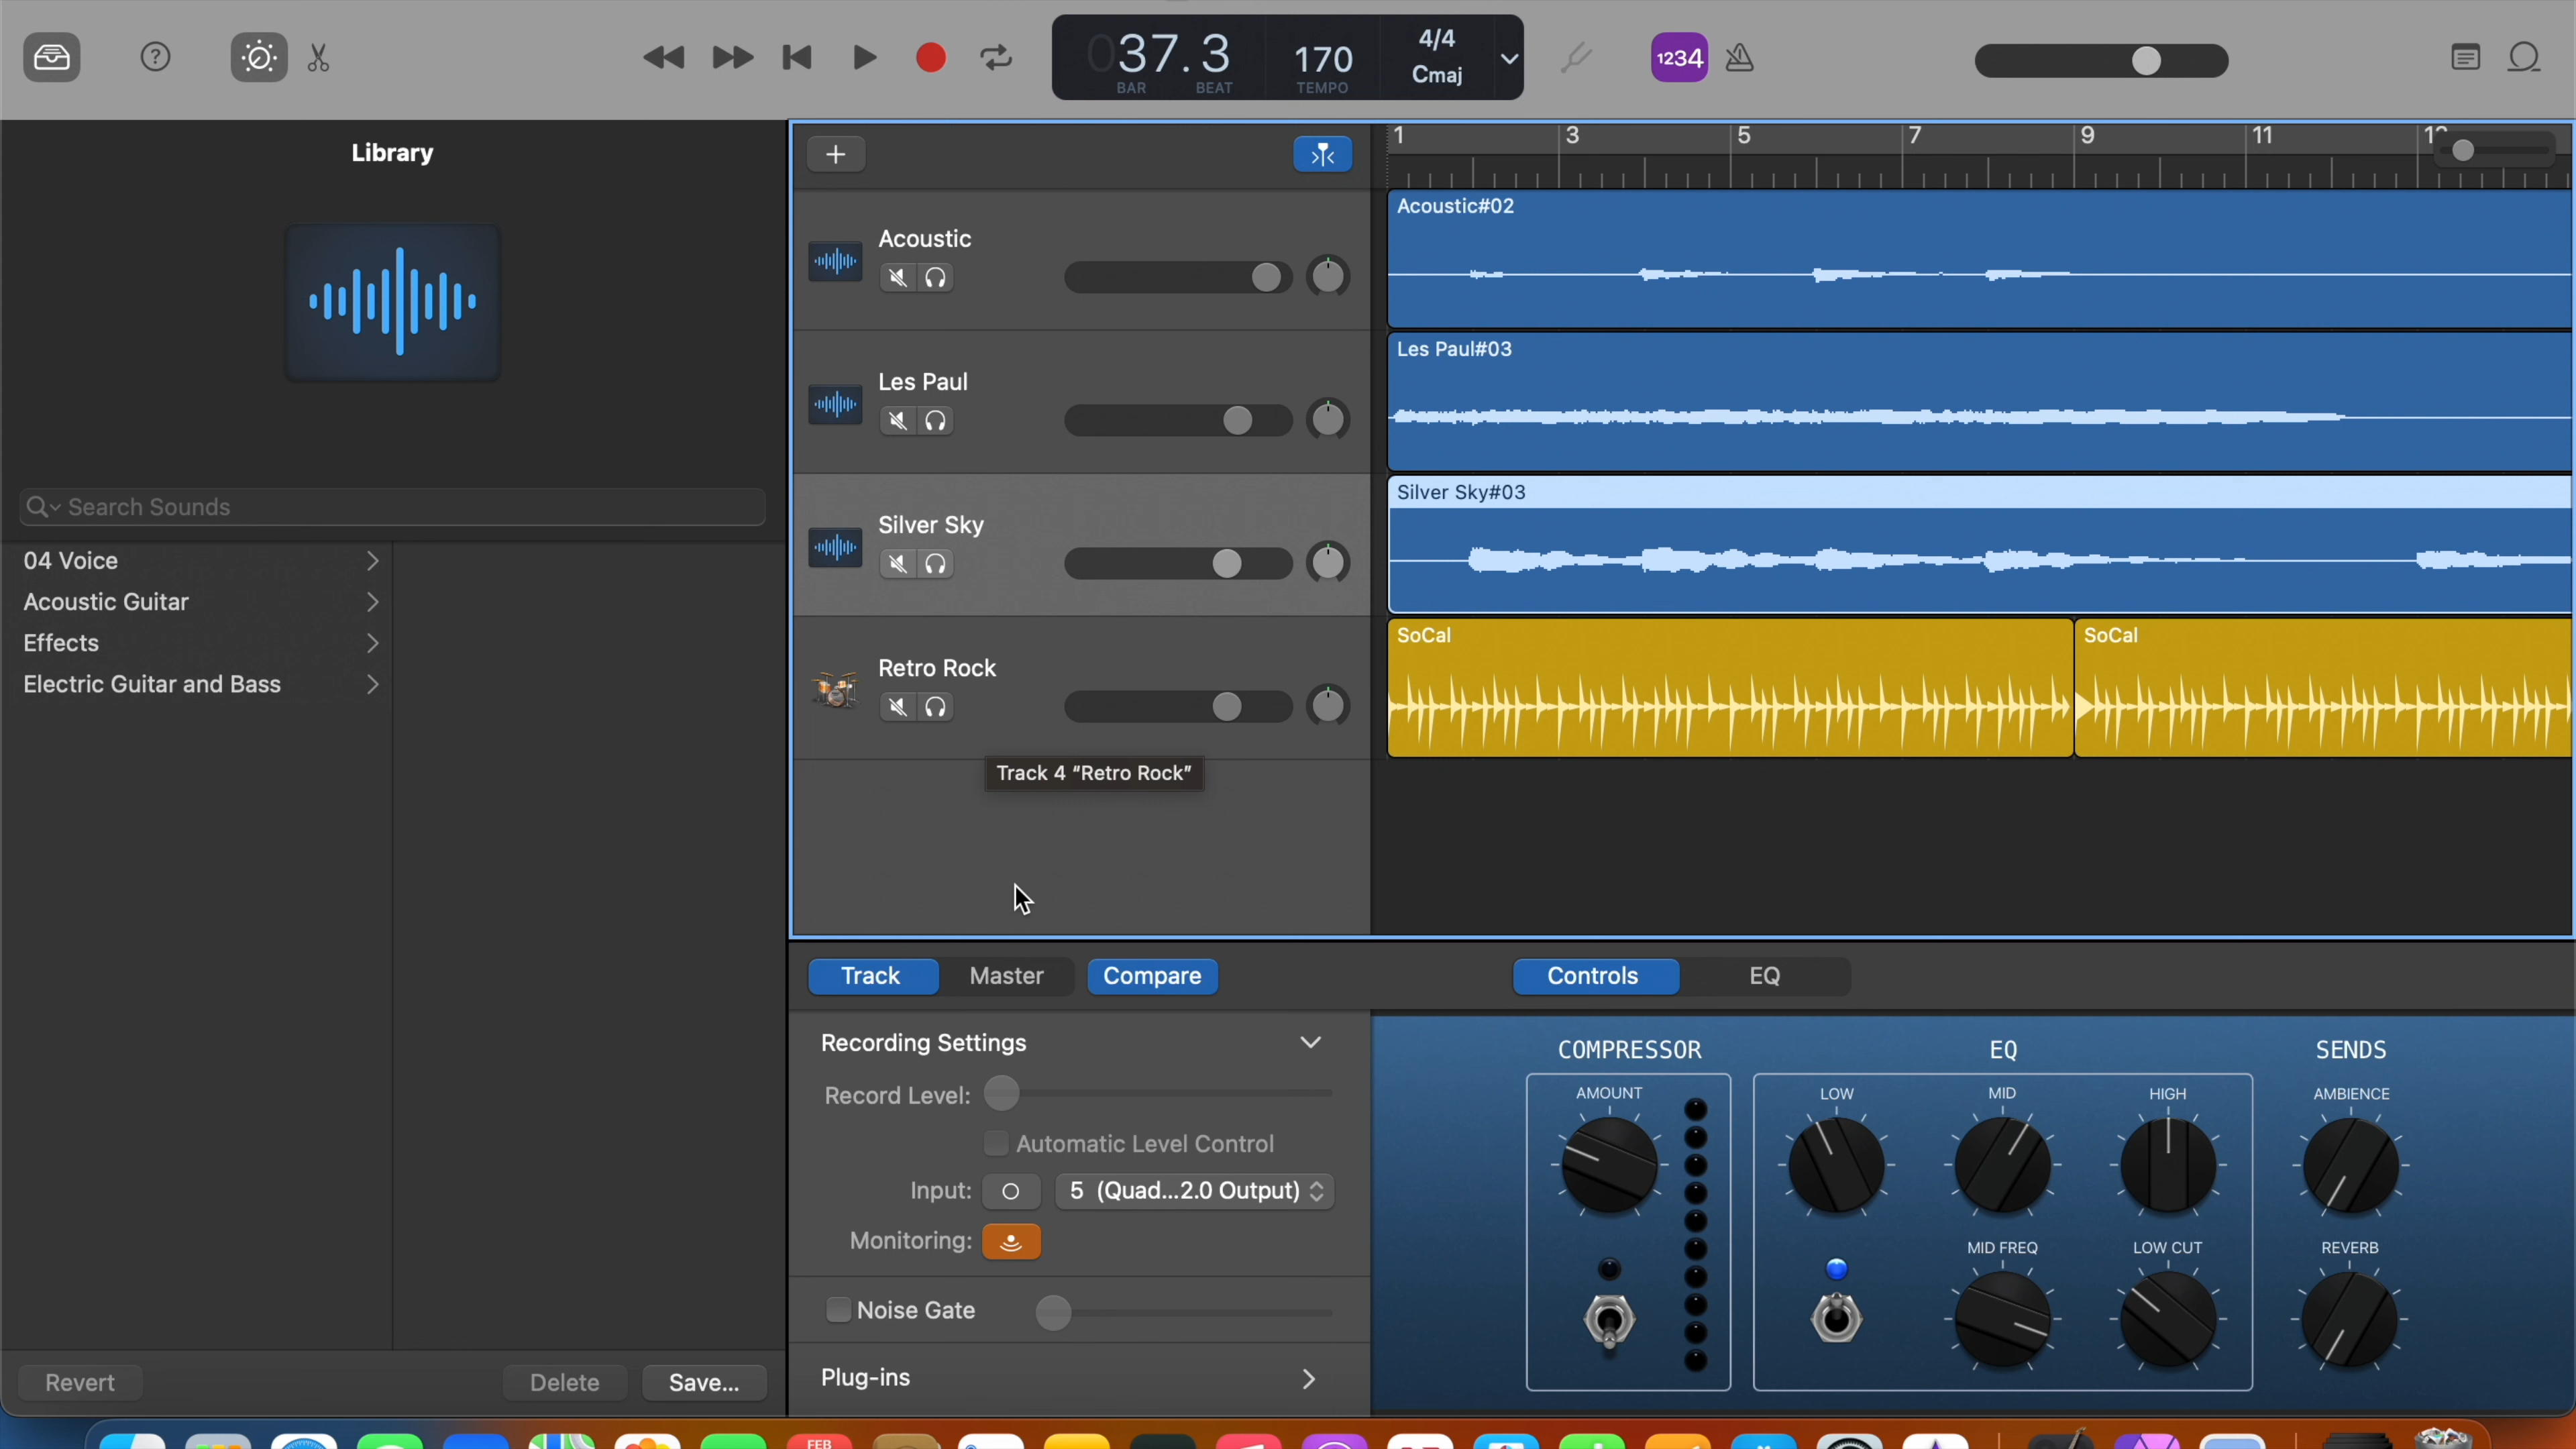 037.3
BAR BEAT
170
TEMPO
4/4
Cmaj
1234
Library
Search Sounds
04 Voice
Acoustic Guitar
Effects
Electric Guitar and Bass
Revert
Delete
Save...
1 3 5 7 9 11
Acoustic
Acoustic#02
Les Paul
Les Paul#03
Silver Sky
Silver Sky#03
Retro Rock
SoCal
SoCal
Track 4 “Retro Rock”
Track
Master
Compare
Controls
EQ
Recording Settings
Record Level:
Automatic Level Control
Input:
5 (Quad...2.0 Output)
Monitoring:
Noise Gate
Plug-ins
COMPRESSOR
AMOUNT
EQ
LOW
MID
HIGH
MID FREQ
LOW CUT
SENDS
AMBIENCE
REVERB
FEB